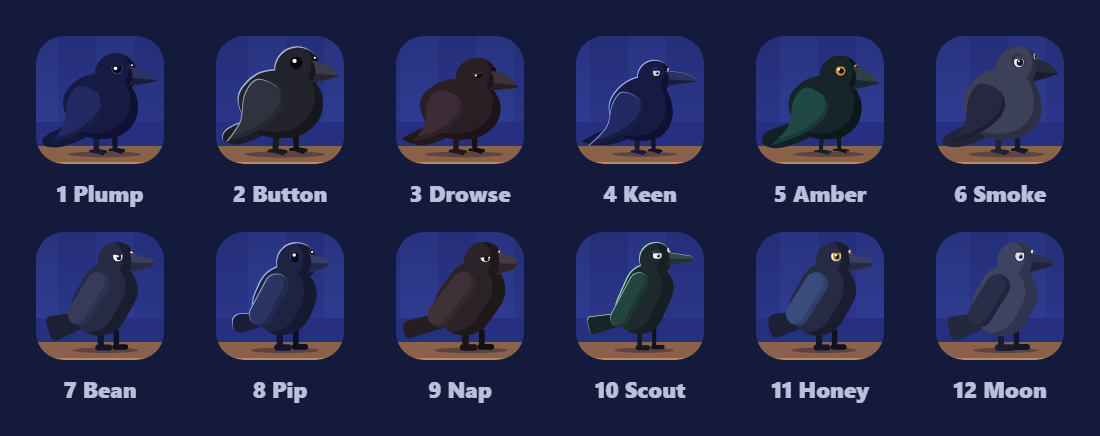 1 Plump
2 Button
3 Drowse
4 Keen
5 Amber
6 Smoke
7 Bean
8 Pip
9 Nap
10 Scout
11 Honey
12 Moon